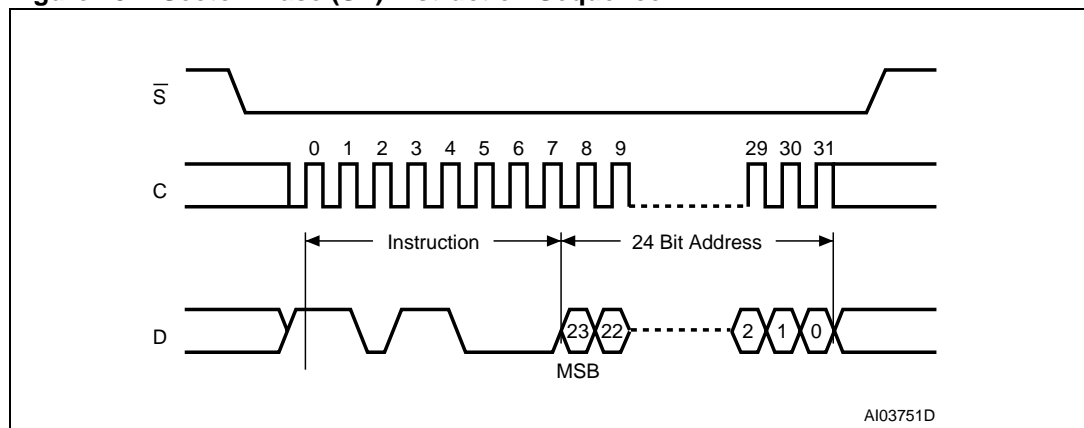 S
0 1 2 3 4 5 6 7 8 9 29 30 31
C
Instruction 24 Bit Address
D
23 22 2 1 0
MSB
AI03751D